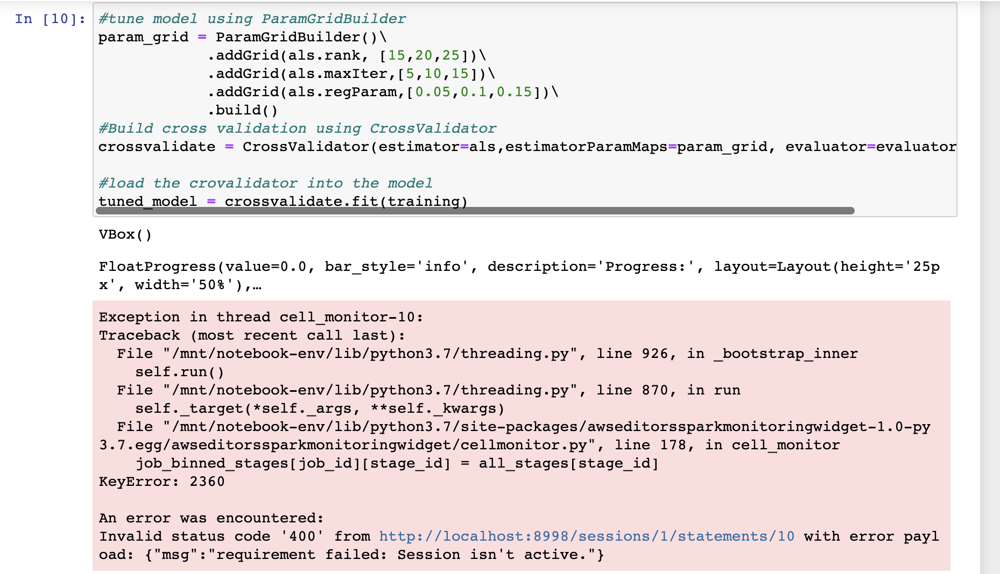 In [10]:
#tune model using ParamGridBuilder
param_grid = ParamGridBuilder()\
            .addGrid(als.rank, [15,20,25])\
            .addGrid(als.maxIter,[5,10,15])\
            .addGrid(als.regParam,[0.05,0.1,0.15])\
            .build()
#Build cross validation using CrossValidator
crossvalidate = CrossValidator(estimator=als,estimatorParamMaps=param_grid, evaluator=evaluator
#load the crovalidator into the model
tuned_model = crossvalidate.fit(training)
VBox()
FloatProgress(value=0.0, bar_style='info', description='Progress:', layout=Layout(height='25p
x', width='50%'),…
Exception in thread cell_monitor-10:
Traceback (most recent call last):
  File "/mnt/notebook-env/lib/python3.7/threading.py", line 926, in _bootstrap_inner
    self.run()
  File "/mnt/notebook-env/lib/python3.7/threading.py", line 870, in run
    self._target(*self._args, **self._kwargs)
  File "/mnt/notebook-env/lib/python3.7/site-packages/awseditorssparkmonitoringwidget-1.0-py
3.7.egg/awseditorssparkmonitoringwidget/cellmonitor.py", line 178, in cell_monitor
    job_binned_stages[job_id][stage_id] = all_stages[stage_id]
KeyError: 2360
An error was encountered:
Invalid status code '400' from http://localhost:8998/sessions/1/statements/10 with error payl
oad: {"msg":"requirement failed: Session isn't active."}